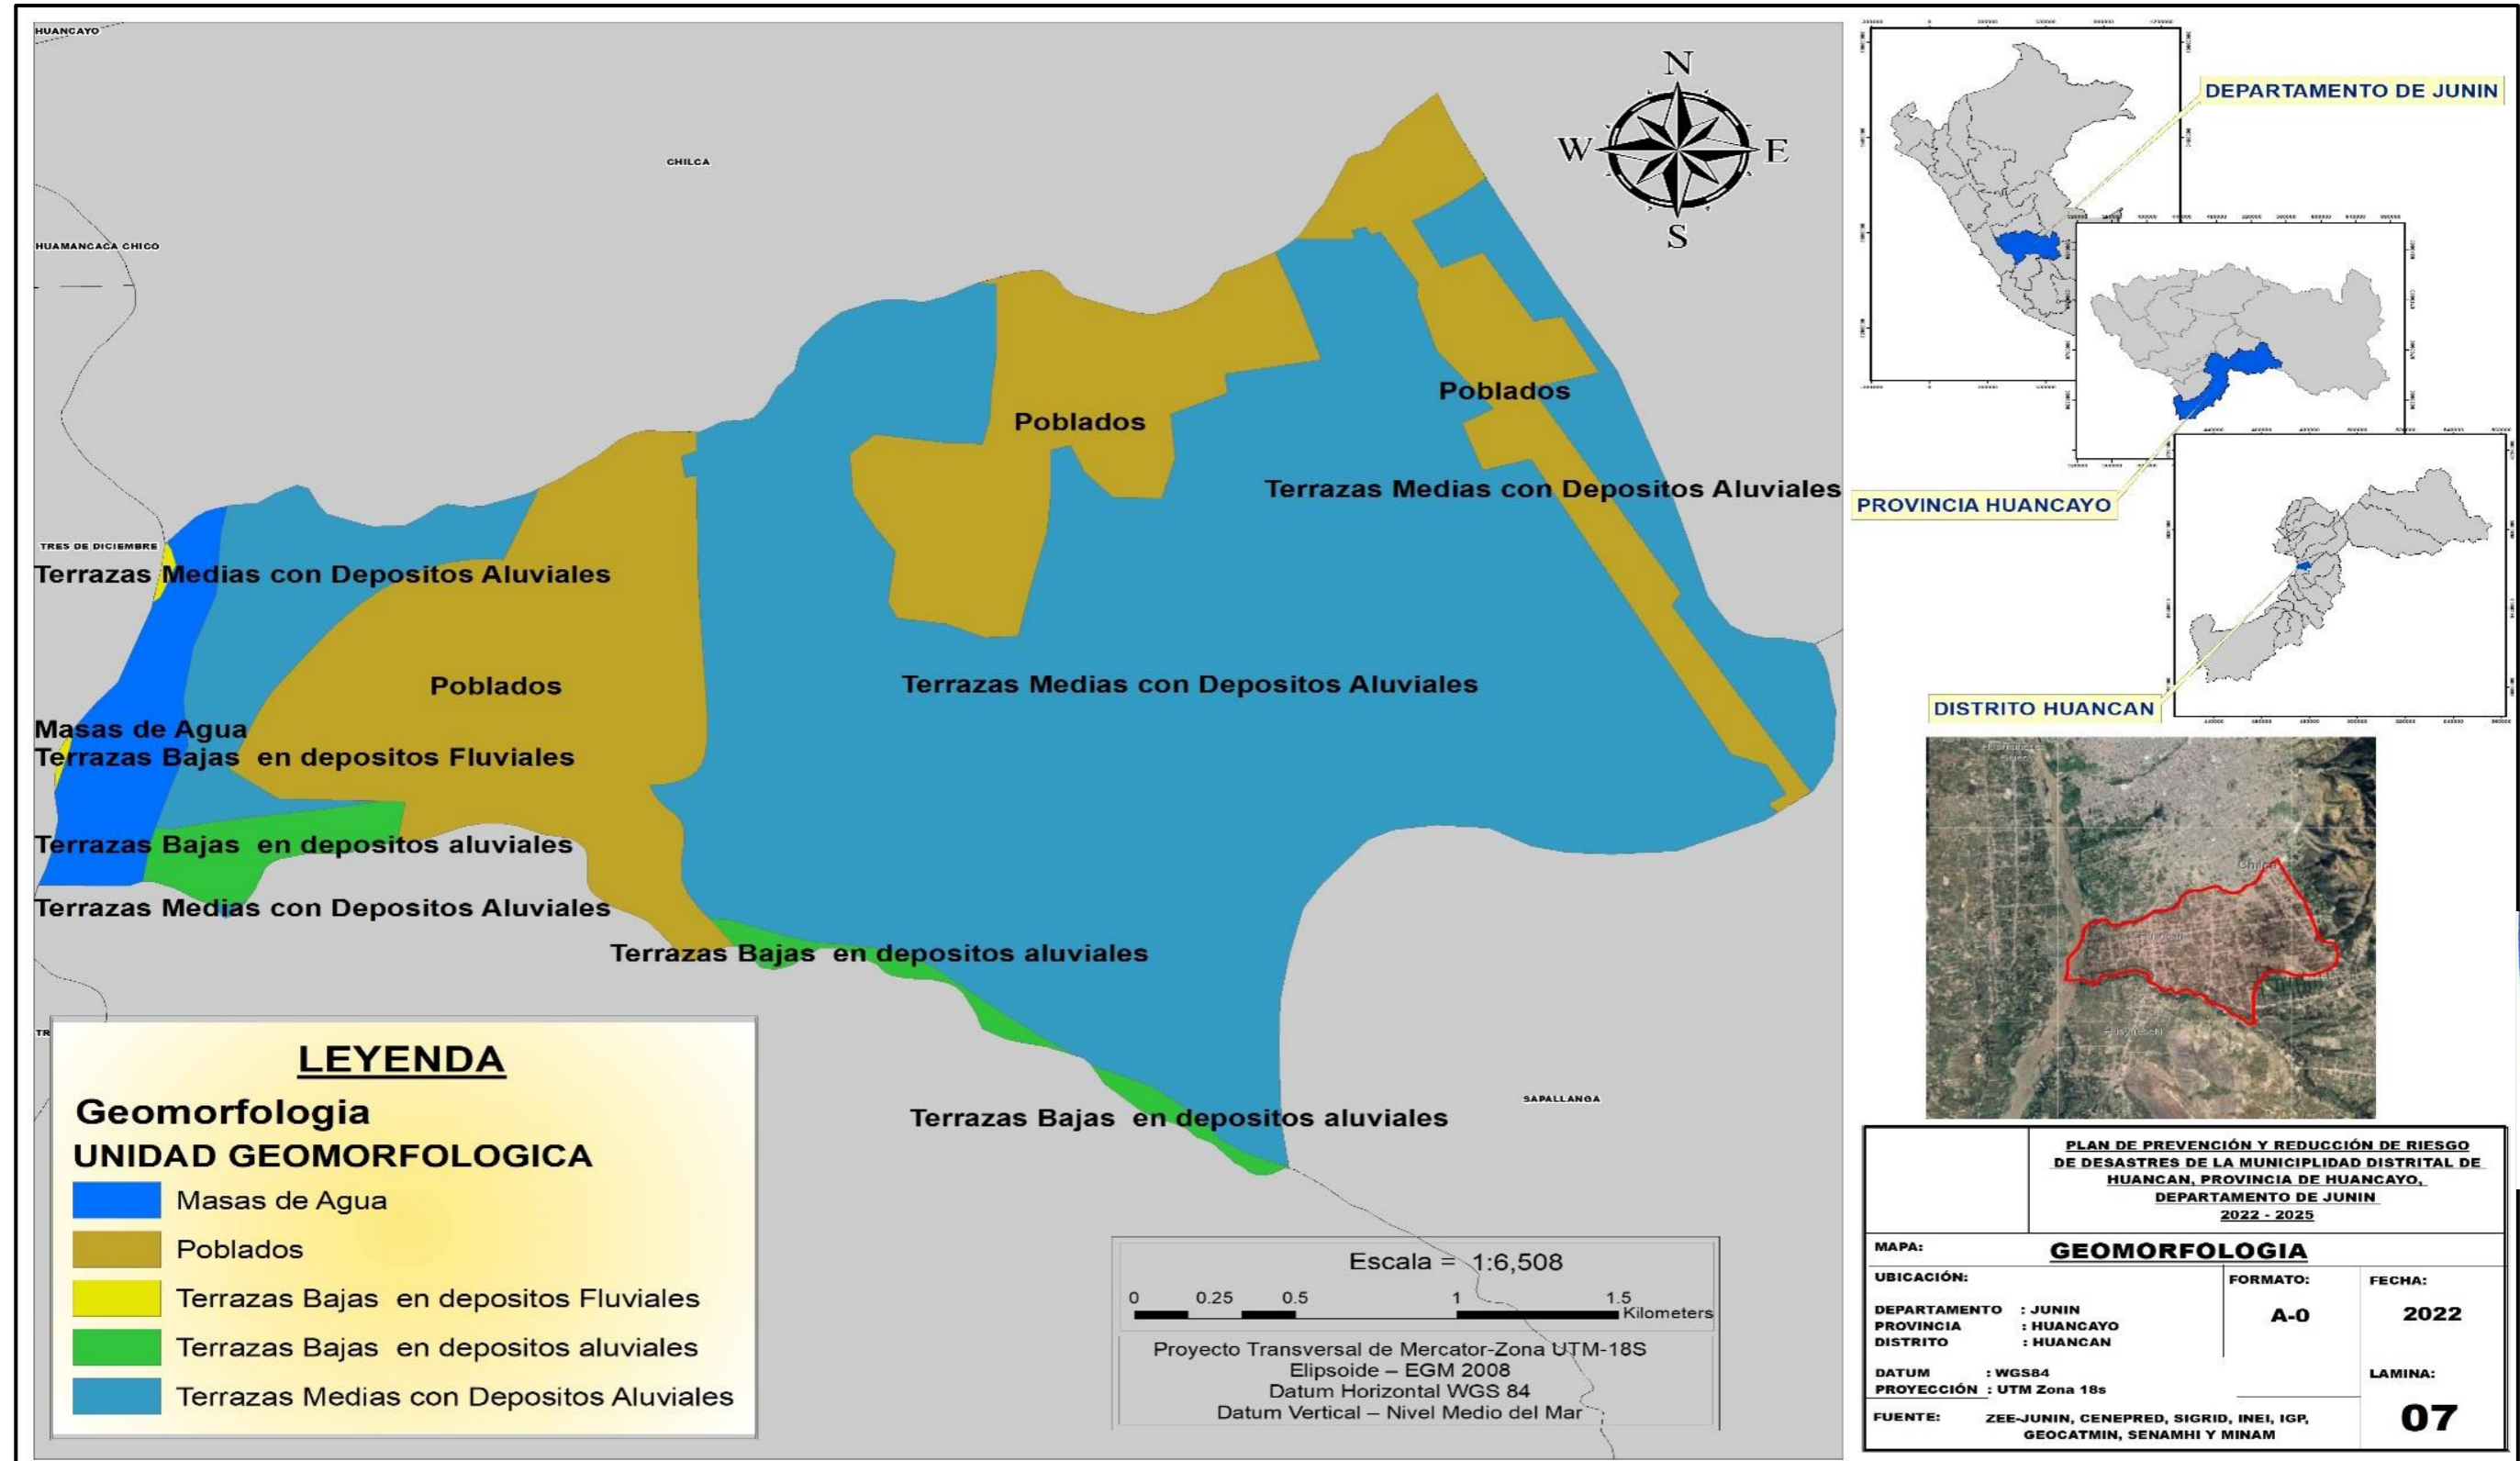 HUANCAYO
CHILCA
HUAMANCACA CHICO
TRES DE DICIEMBRE
N
W
E
S
Poblados
Poblados
Terrazas Medias con Depositos Aluviales
Terrazas Medias con Depositos Aluviales
Poblados
Terrazas Medias con Depositos Aluviales
Masas de Agua
Terrazas Bajas en depositos Fluviales
Terrazas Bajas en depositos aluviales
Terrazas Medias con Depositos Aluviales
Terrazas Bajas en depositos aluviales
Terrazas Bajas en depositos aluviales
SAPALLANGA
TR
LEYENDA
Geomorfologia
UNIDAD GEOMORFOLOGICA
Masas de Agua
Poblados
Terrazas Bajas en depositos Fluviales
Terrazas Bajas en depositos aluviales
Terrazas Medias con Depositos Aluviales
Escala = 1:6,508
0 0.25 0.5 1 1.5
Kilometers
Proyecto Transversal de Mercator-Zona UTM-18S
Elipsoide – EGM 2008
Datum Horizontal WGS 84
Datum Vertical – Nivel Medio del Mar
DEPARTAMENTO DE JUNIN
PROVINCIA HUANCAYO
DISTRITO HUANCAN
Chilca
PLAN DE PREVENCIÓN Y REDUCCIÓN DE RIESGO
DE DESASTRES DE LA MUNICIPLIDAD DISTRITAL DE
HUANCAN, PROVINCIA DE HUANCAYO,
DEPARTAMENTO DE JUNIN
2022 - 2025
MAPA: GEOMORFOLOGIA
UBICACIÓN:
DEPARTAMENTO : JUNIN
PROVINCIA : HUANCAYO
DISTRITO : HUANCAN
FORMATO:
A-0
FECHA:
2022
DATUM : WGS84
PROYECCIÓN : UTM Zona 18s
LAMINA:
07
FUENTE: ZEE-JUNIN, CENEPRED, SIGRID, INEI, IGP,
GEOCATMIN, SENAMHI Y MINAM